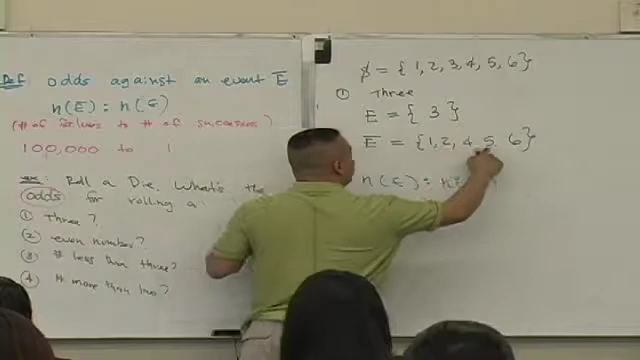 Def odds against an event E̅
n(E̅) : n(E)
(# of failures to # of successes)
100,000 to 1
ex: Roll a Die. What's the
odds for rolling a
① Three?
② even number?
③ # less than three?
④ # more than two?
S = { 1, 2, 3, 4, 5, 6 }
① Three
E = { 3 }
E̅ = { 1, 2, 4, 5, 6 }
n(E) :